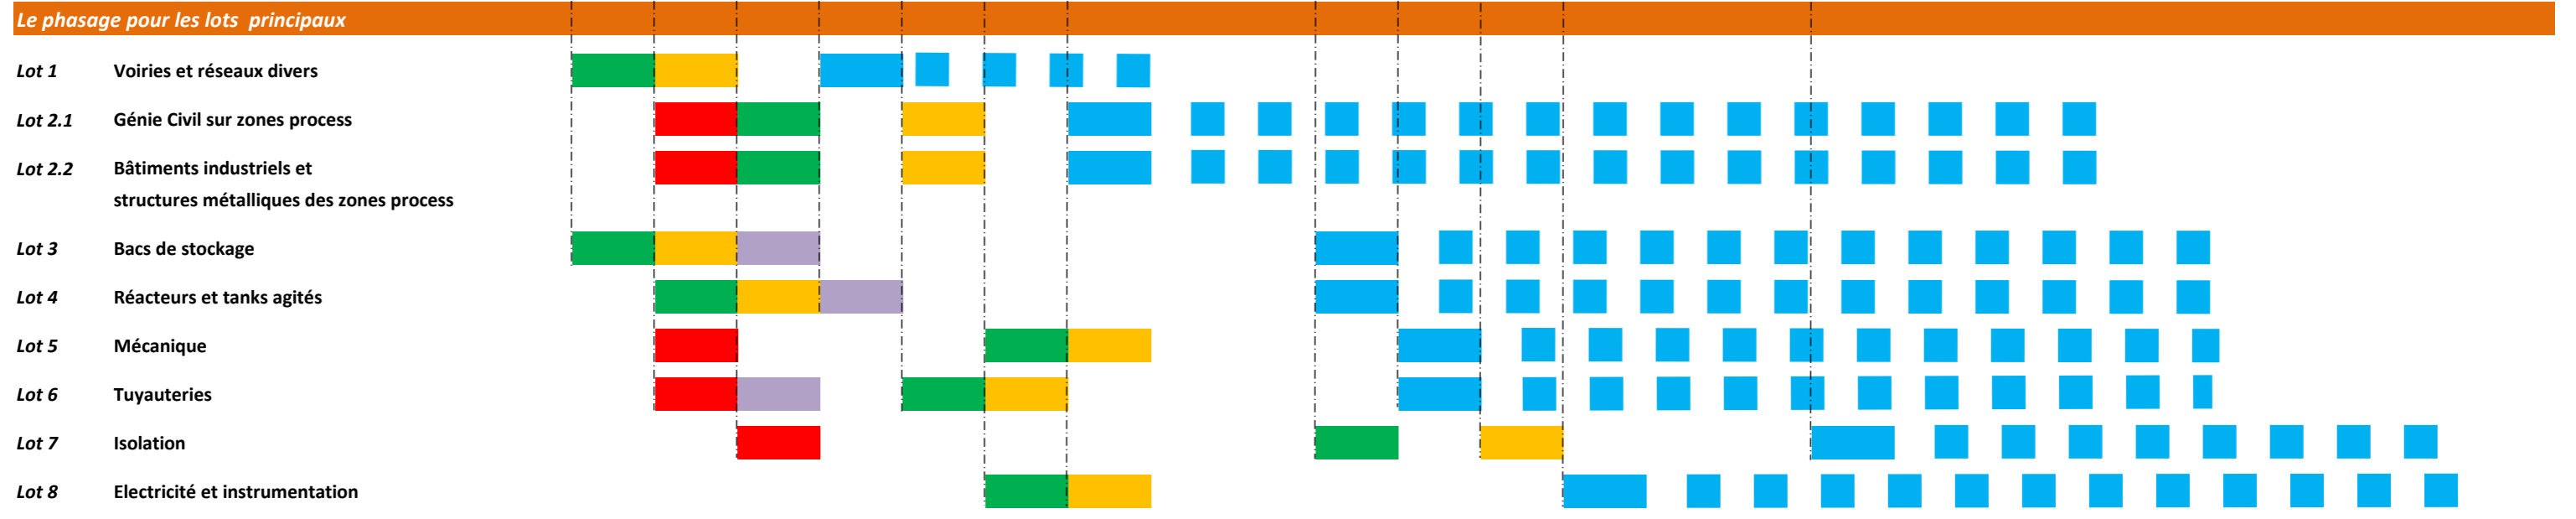 Le phasage pour les lots principaux
Lot 1 Voiries et réseaux divers
Lot 2.1 Génie Civil sur zones process
Lot 2.2 Bâtiments industriels et
structures métalliques des zones process
Lot 3 Bacs de stockage
Lot 4 Réacteurs et tanks agités
Lot 5 Mécanique
Lot 6 Tuyauteries
Lot 7 Isolation
Lot 8 Electricité et instrumentation